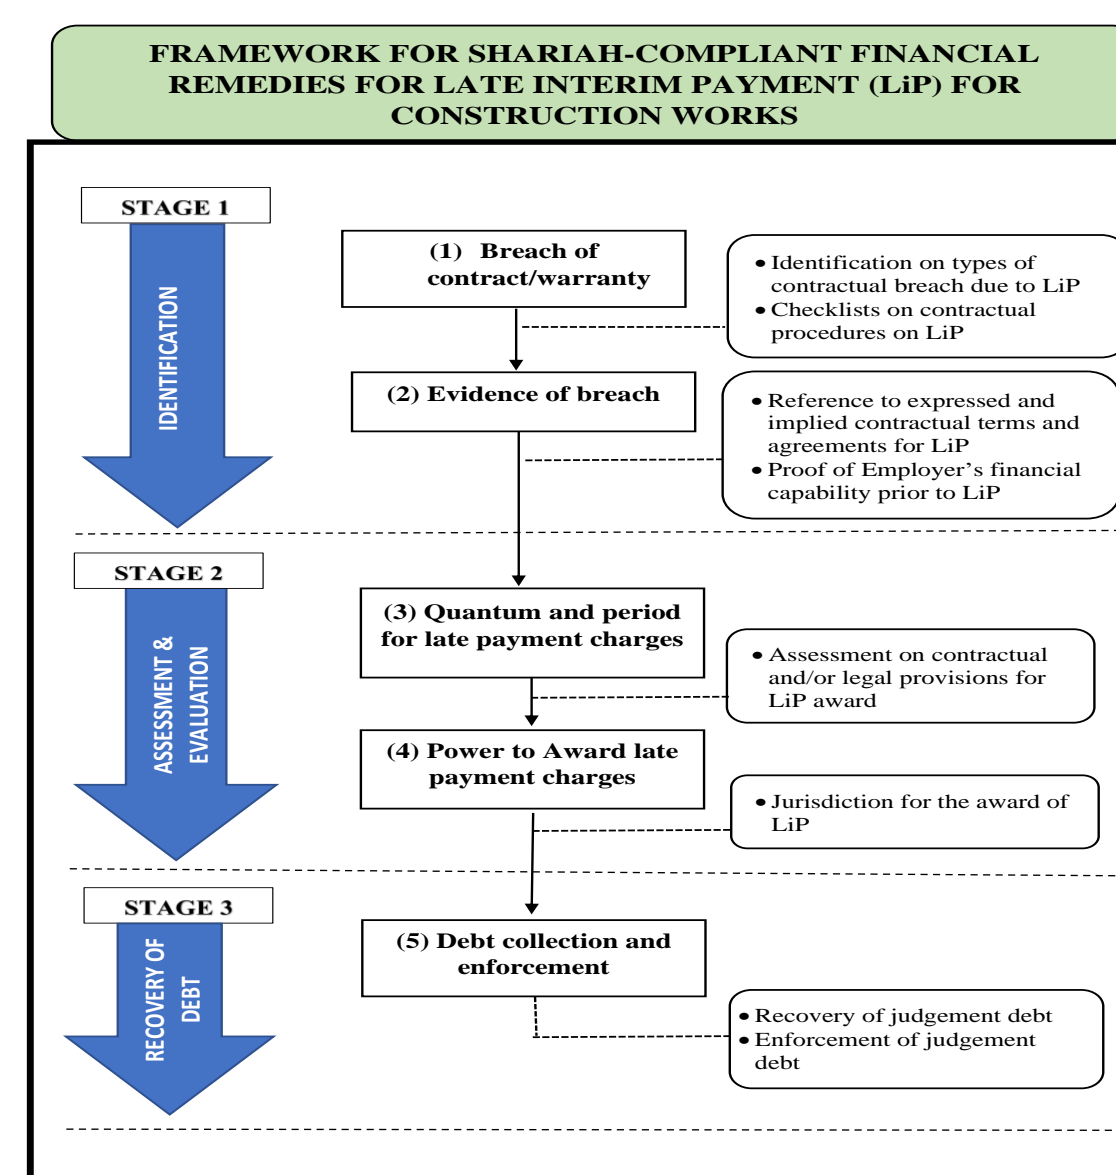 FRAMEWORK FOR SHARIAH-COMPLIANT FINANCIAL
REMEDIES FOR LATE INTERIM PAYMENT (LiP) FOR
CONSTRUCTION WORKS
STAGE 1
IDENTIFICATION
(1) Breach of
contract/warranty
• Identification on types of
contractual breach due to LiP
• Checklists on contractual
procedures on LiP
(2) Evidence of breach
• Reference to expressed and
implied contractual terms and
agreements for LiP
• Proof of Employer’s financial
capability prior to LiP
STAGE 2
ASSESSMENT &
EVALUATION
(3) Quantum and period
for late payment charges
• Assessment on contractual
and/or legal provisions for
LiP award
(4) Power to Award late
payment charges
• Jurisdiction for the award of
LiP
STAGE 3
RECOVERY OF
DEBT
(5) Debt collection and
enforcement
• Recovery of judgement debt
• Enforcement of judgement
debt